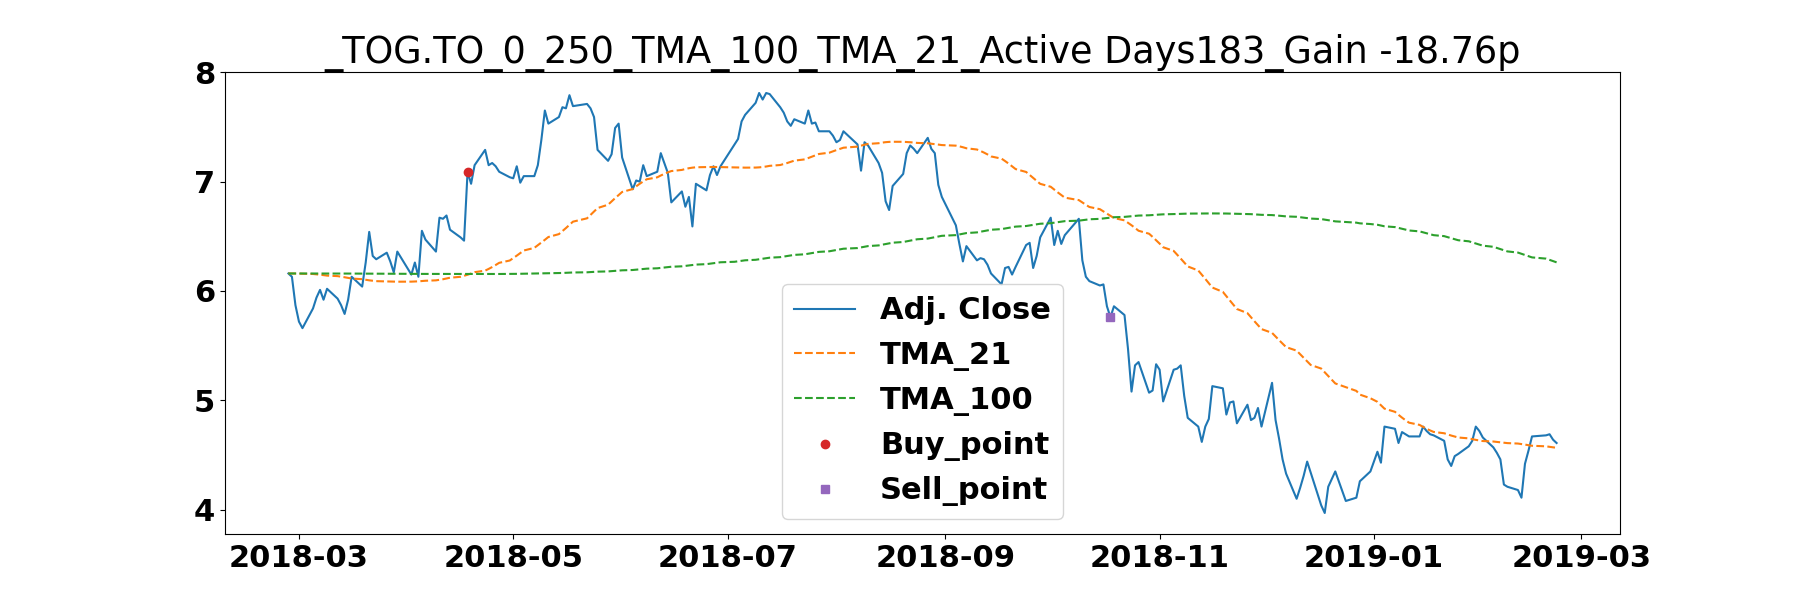 _TOG.TO_0_250_TMA_100_TMA_21_Active Days183_Gain -18.76p
8
7
6
5
4
Adj. Close
TMA_21
TMA_100
Buy_point
Sell_point
2018-03 2018-05 2018-07 2018-09 2018-11 2019-01 2019-03